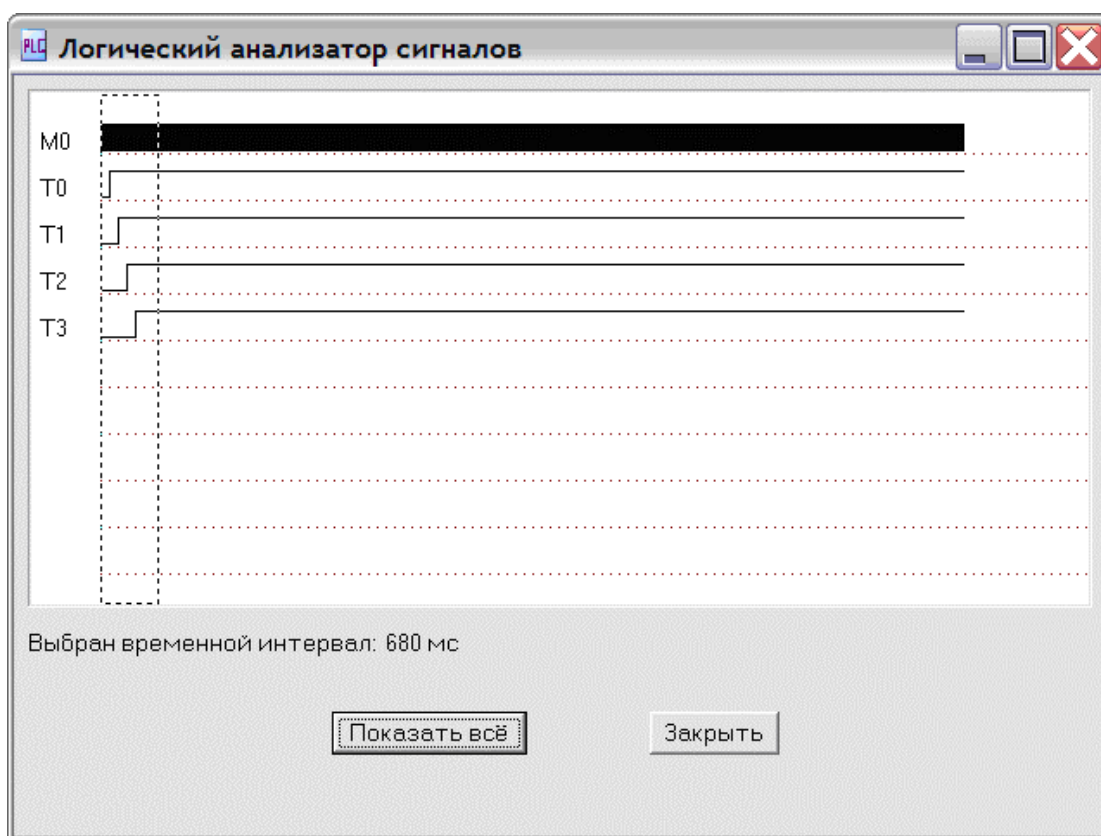 PLC Логический анализатор сигналов
M0
T0
T1
T2
T3
Выбран временной интервал: 680 мс
Показать всё Закрыть